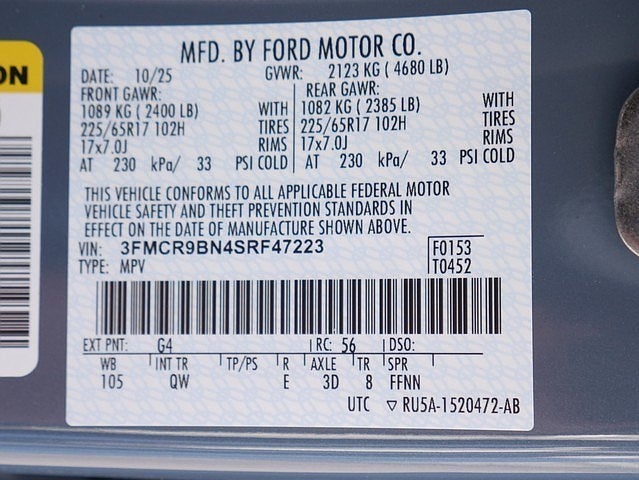 ON
MFD. BY FORD MOTOR CO.
DATE: 10/25 GVWR: 2123 KG ( 4680 LB)
FRONT GAWR: REAR GAWR:
1089 KG ( 2400 LB) WITH 1082 KG ( 2385 LB) WITH
225/65R17 102H TIRES 225/65R17 102H TIRES
17x7.0J RIMS 17x7.0J RIMS
AT 230 kPa/ 33 PSI COLD AT 230 kPa/ 33 PSI COLD
THIS VEHICLE CONFORMS TO ALL APPLICABLE FEDERAL MOTOR
VEHICLE SAFETY AND THEFT PREVENTION STANDARDS IN
EFFECT ON THE DATE OF MANUFACTURE SHOWN ABOVE.
VIN: 3FMCR9BN4SRF47223 F0153
TYPE: MPV T0452
EXT PNT: G4 RC: 56 DSO:
WB INT TR TP/PS R AXLE TR SPR
105 QW E 3D 8 FFNN
UTC ▽ RU5A-1520472-AB